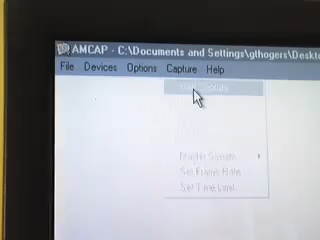 AMCAP - C:\Documents and Settings\gthogers\Deskto
File Devices Options Capture Help
Master Stream
Set Frame Rate
Set Time Limit